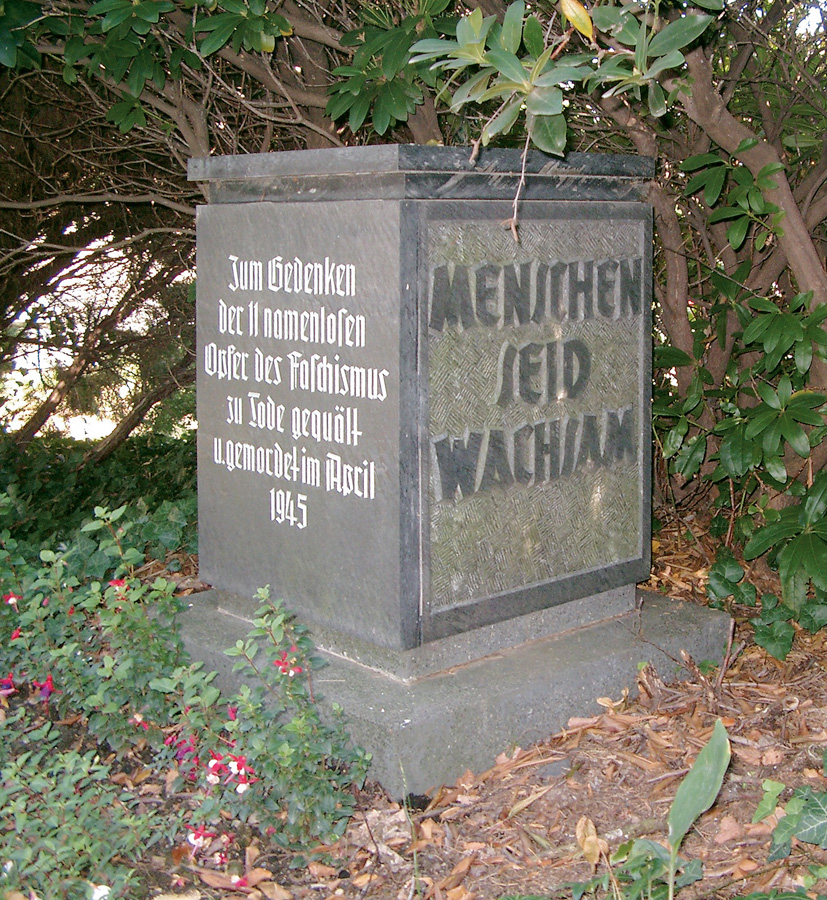 Zum Gedenken
der 11 namenlosen
Opfer des Faschismus
zu Tode gequält
u.gemordet im April
1945
MENSCHEN
SEID
WACHSAM